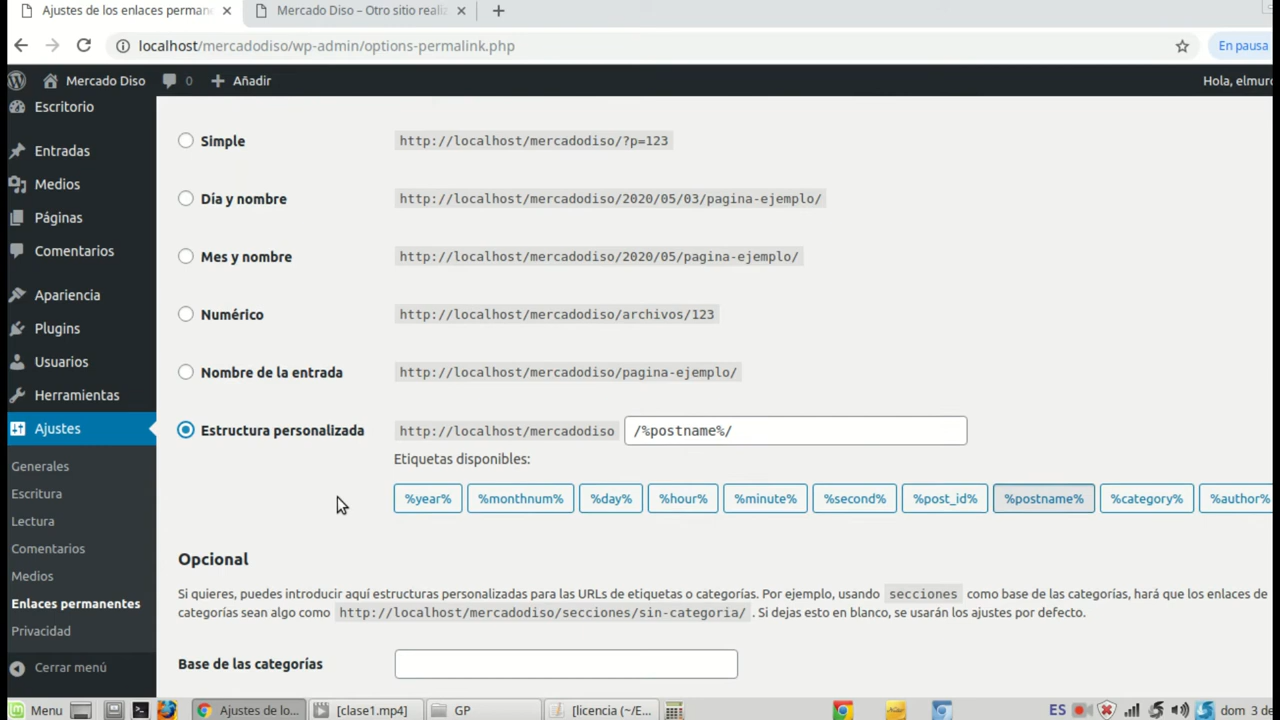 Ajustes de los enlaces perman
Mercado Diso – Otro sitio realiz
localhost/mercadodiso/wp-admin/options-permalink.php
En pausa
Mercado Diso
0
Añadir
Hola, elmuro
Escritorio
Entradas
Medios
Páginas
Comentarios
Apariencia
Plugins
Usuarios
Herramientas
Ajustes
Generales
Escritura
Lectura
Comentarios
Medios
Enlaces permanentes
Privacidad
Cerrar menú
Simple http://localhost/mercadodiso/?p=123
Día y nombre http://localhost/mercadodiso/2020/05/03/pagina-ejemplo/
Mes y nombre http://localhost/mercadodiso/2020/05/pagina-ejemplo/
Numérico http://localhost/mercadodiso/archivos/123
Nombre de la entrada http://localhost/mercadodiso/pagina-ejemplo/
Estructura personalizada http://localhost/mercadodiso /%postname%/
Etiquetas disponibles:
%year% %monthnum% %day% %hour% %minute% %second% %post_id% %postname% %category% %author%
Opcional
Si quieres, puedes introducir aquí estructuras personalizadas para las URLs de etiquetas o categorías. Por ejemplo, usando secciones como base de las categorías, hará que los enlaces de
categorías sean algo como http://localhost/mercadodiso/secciones/sin-categoria/ . Si dejas esto en blanco, se usarán los ajustes por defecto.
Base de las categorías
Menu
Ajustes de lo...
[clase1.mp4]
GP
[licencia (~/E...
ES
dom 3 de